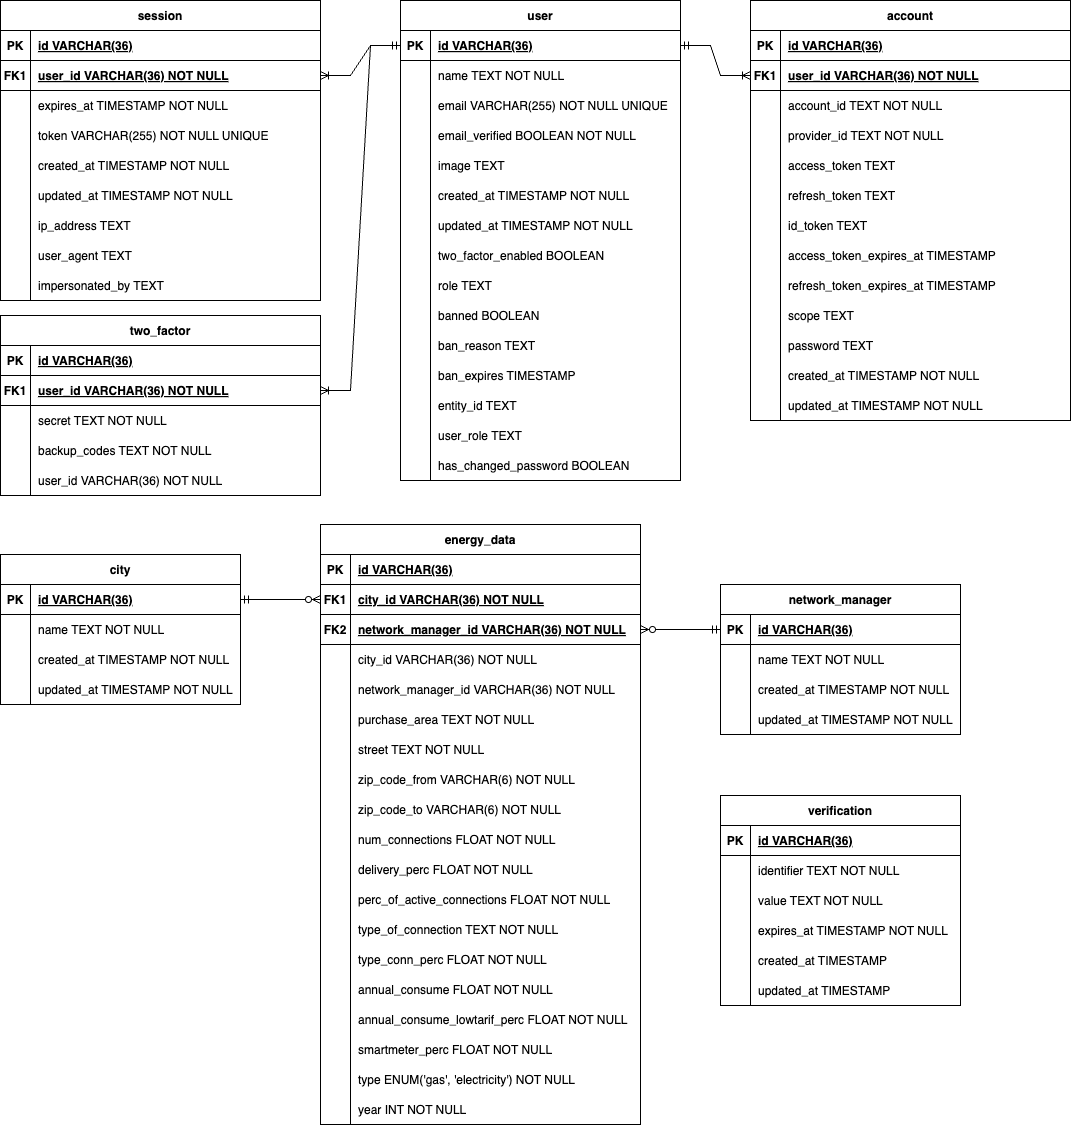 session
PK id VARCHAR(36)
FK1 user_id VARCHAR(36) NOT NULL
expires_at TIMESTAMP NOT NULL
token VARCHAR(255) NOT NULL UNIQUE
created_at TIMESTAMP NOT NULL
updated_at TIMESTAMP NOT NULL
ip_address TEXT
user_agent TEXT
impersonated_by TEXT
two_factor
PK id VARCHAR(36)
FK1 user_id VARCHAR(36) NOT NULL
secret TEXT NOT NULL
backup_codes TEXT NOT NULL
user_id VARCHAR(36) NOT NULL
user
PK id VARCHAR(36)
name TEXT NOT NULL
email VARCHAR(255) NOT NULL UNIQUE
email_verified BOOLEAN NOT NULL
image TEXT
created_at TIMESTAMP NOT NULL
updated_at TIMESTAMP NOT NULL
two_factor_enabled BOOLEAN
role TEXT
banned BOOLEAN
ban_reason TEXT
ban_expires TIMESTAMP
entity_id TEXT
user_role TEXT
has_changed_password BOOLEAN
account
PK id VARCHAR(36)
FK1 user_id VARCHAR(36) NOT NULL
account_id TEXT NOT NULL
provider_id TEXT NOT NULL
access_token TEXT
refresh_token TEXT
id_token TEXT
access_token_expires_at TIMESTAMP
refresh_token_expires_at TIMESTAMP
scope TEXT
password TEXT
created_at TIMESTAMP NOT NULL
updated_at TIMESTAMP NOT NULL
city
PK id VARCHAR(36)
name TEXT NOT NULL
created_at TIMESTAMP NOT NULL
updated_at TIMESTAMP NOT NULL
energy_data
PK id VARCHAR(36)
FK1 city_id VARCHAR(36) NOT NULL
FK2 network_manager_id VARCHAR(36) NOT NULL
city_id VARCHAR(36) NOT NULL
network_manager_id VARCHAR(36) NOT NULL
purchase_area TEXT NOT NULL
street TEXT NOT NULL
zip_code_from VARCHAR(6) NOT NULL
zip_code_to VARCHAR(6) NOT NULL
num_connections FLOAT NOT NULL
delivery_perc FLOAT NOT NULL
perc_of_active_connections FLOAT NOT NULL
type_of_connection TEXT NOT NULL
type_conn_perc FLOAT NOT NULL
annual_consume FLOAT NOT NULL
annual_consume_lowtarif_perc FLOAT NOT NULL
smartmeter_perc FLOAT NOT NULL
type ENUM('gas', 'electricity') NOT NULL
year INT NOT NULL
network_manager
PK id VARCHAR(36)
name TEXT NOT NULL
created_at TIMESTAMP NOT NULL
updated_at TIMESTAMP NOT NULL
verification
PK id VARCHAR(36)
identifier TEXT NOT NULL
value TEXT NOT NULL
expires_at TIMESTAMP NOT NULL
created_at TIMESTAMP
updated_at TIMESTAMP